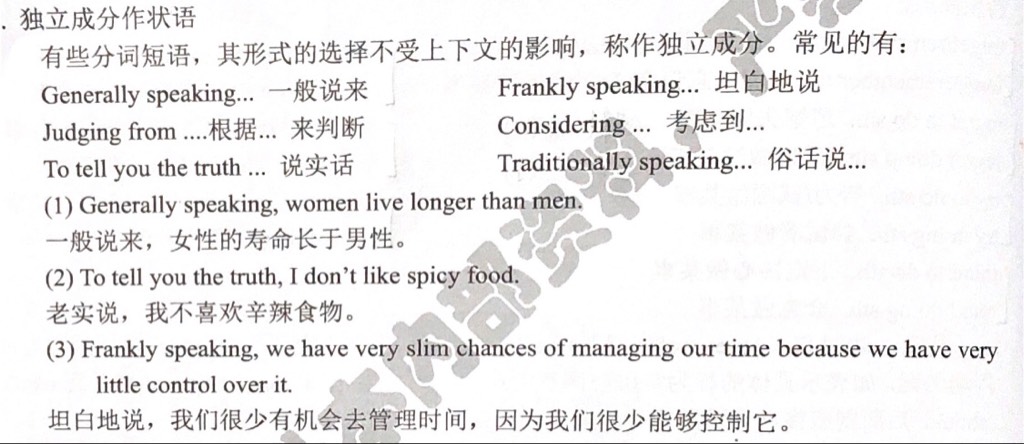 . 独立成分作状语
有些分词短语，其形式的选择不受上下文的影响，称作独立成分。常见的有：
Generally speaking... 一般说来 Frankly speaking... 坦白地说
Judging from ....根据... 来判断 Considering ... 考虑到...
To tell you the truth ... 说实话 Traditionally speaking... 俗话说...
(1) Generally speaking, women live longer than men.
一般说来，女性的寿命长于男性。
(2) To tell you the truth, I don't like spicy food.
老实说，我不喜欢辛辣食物。
(3) Frankly speaking, we have very slim chances of managing our time because we have very
little control over it.
坦白地说，我们很少有机会去管理时间，因为我们很少能够控制它。
内部资料，